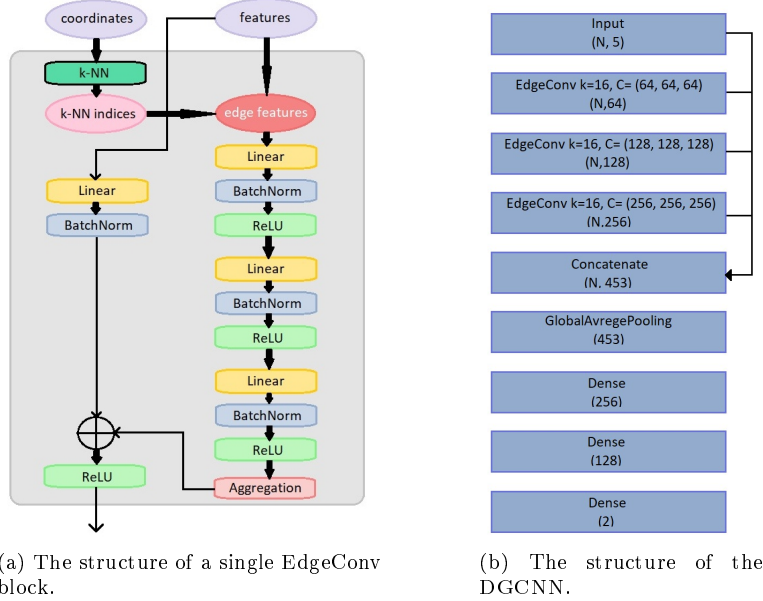 coordinates
features
k-NN
k-NN indices
edge features
Linear
BatchNorm
ReLU
Linear
BatchNorm
Linear
BatchNorm
ReLU
Linear
BatchNorm
ReLU
Aggregation
ReLU
(a) The structure of a single EdgeConv
block.
Input
(N, 5)
EdgeConv k=16, C= (64, 64, 64)
(N,64)
EdgeConv k=16, C= (128, 128, 128)
(N,128)
EdgeConv k=16, C= (256, 256, 256)
(N.256)
Concatenate
(N, 453)
GlobalAvregePooling
(453)
Dense
(256)
Dense
(128)
Dense
(2)
(b) The structure of the
DGCNN.